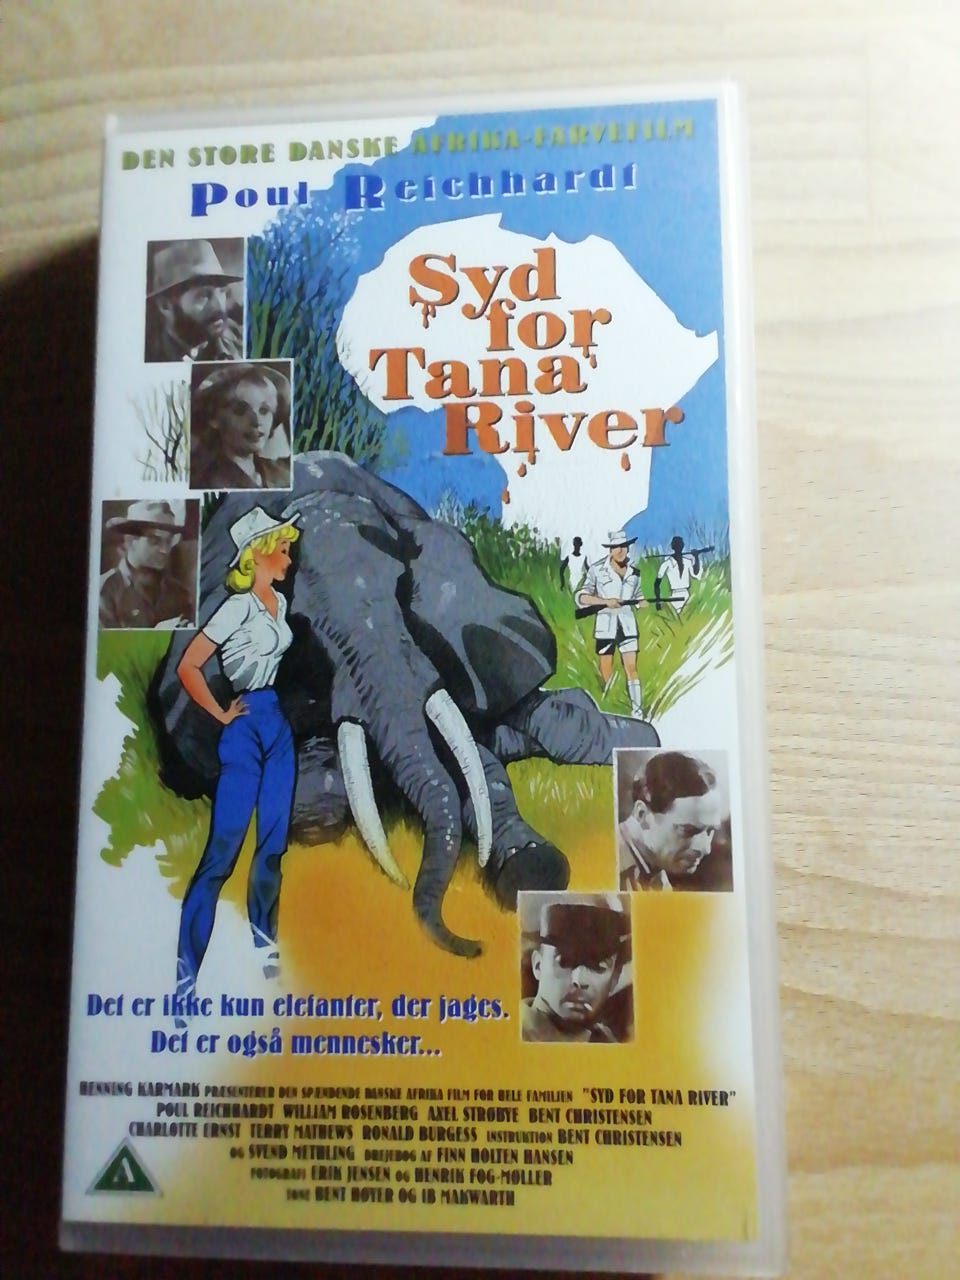 DEN STORE DANSKE AFRIKA-FARVEFILM
Poul Reichhardt
Syd
for
Tana
River
Det er ikke kun elefanter, der jages.
Det er også mennesker...
HENNING KARMARK PRÆSENTERER DEN SPÆNDENDE DANSKE AFRIKA FILM FOR HELE FAMILIEN "SYD FOR TANA RIVER"
POUL REICHHARDT WILLIAM ROSENBERG AXEL STRØBYE BENT CHRISTENSEN
CHARLOTTE ERNST TERRY MATHEWS RONALD BURGESS INSTRUKTION BENT CHRISTENSEN
OG SVEND METHLING DREJEBOG AF FINN HOLTEN HANSEN
FOTOGRAFI ERIK JENSEN OG HENRIK FOG-MØLLER
TONE BENT HØYER OG IB MAKWARTH
A